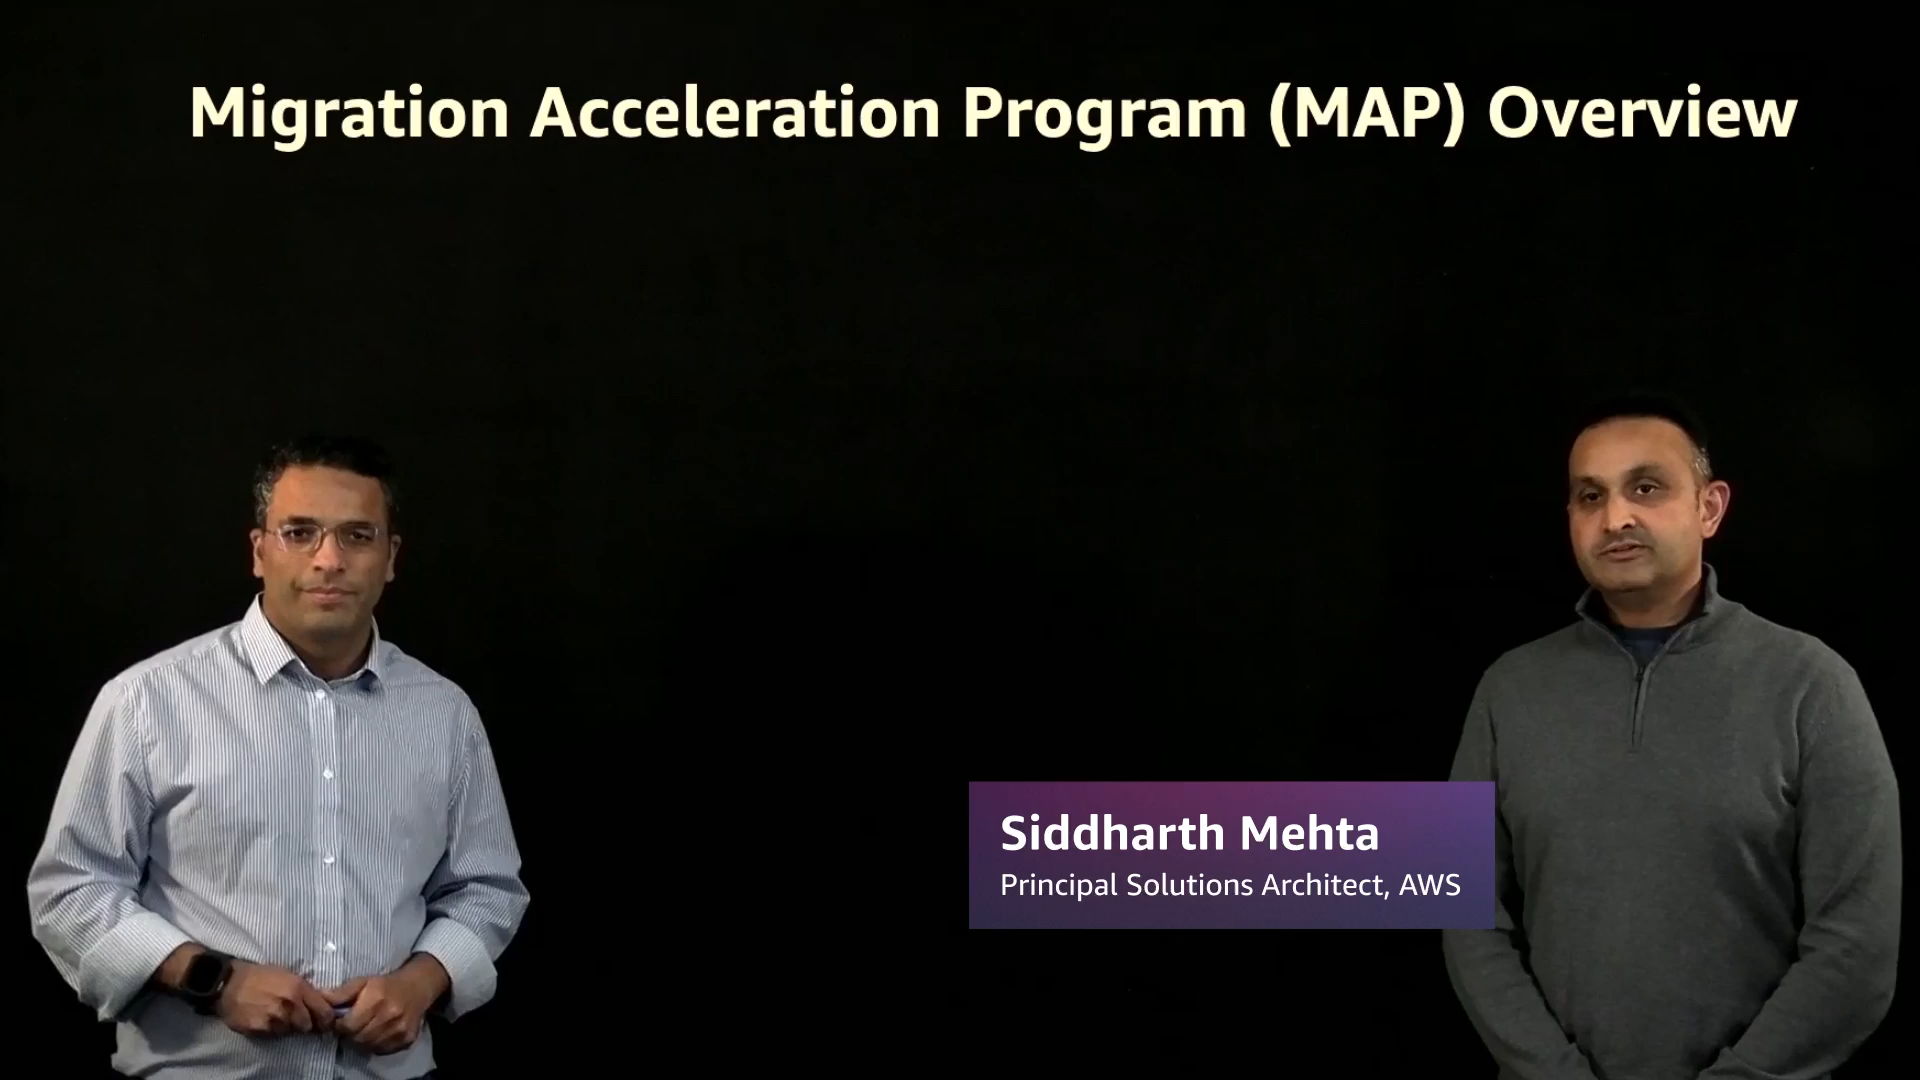 Migration Acceleration Program (MAP) Overview
Siddharth Mehta
Principal Solutions Architect, AWS